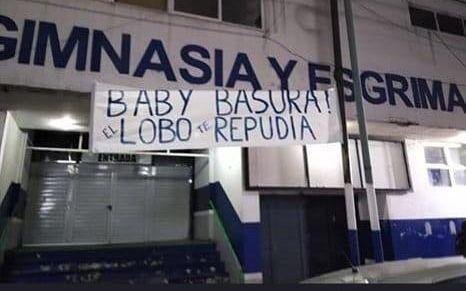 GIMNASIA Y ESGRIMA
BABY BASURA!
EL LOBO TE REPUDIA
ENTRADA